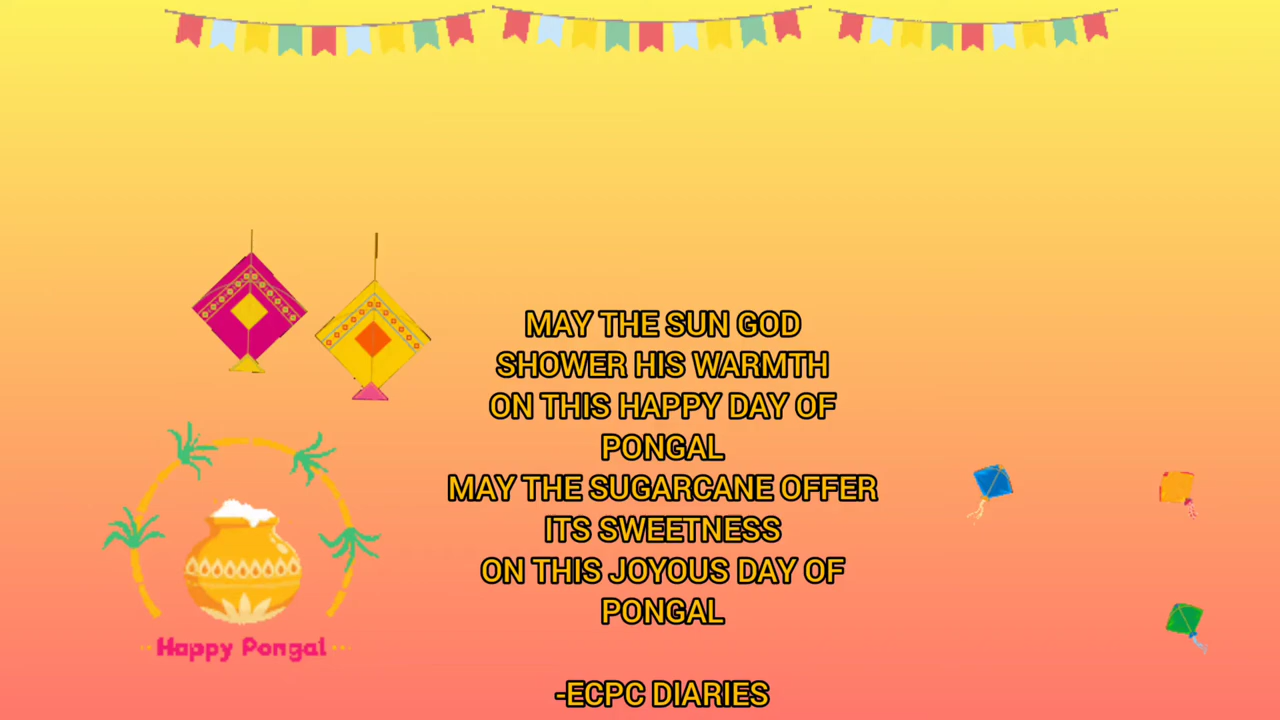 MAY THE SUN GOD
SHOWER HIS WARMTH
ON THIS HAPPY DAY OF
PONGAL
MAY THE SUGARCANE OFFER
ITS SWEETNESS
ON THIS JOYOUS DAY OF
PONGAL
Happy Pongal
-ECPC DIARIES